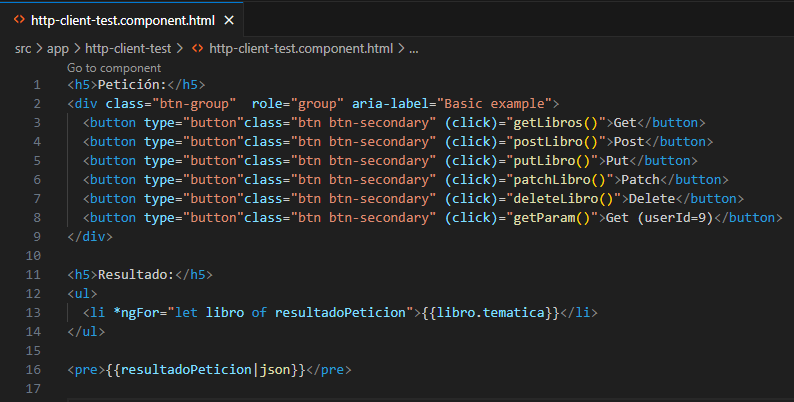 http-client-test.component.html ×
src > app > http-client-test > http-client-test.component.html > ...
Go to component
1 <h5>Petición:</h5>
2 <div class="btn-group"  role="group" aria-label="Basic example">
3   <button type="button"class="btn btn-secondary" (click)="getLibros()">Get</button>
4   <button type="button"class="btn btn-secondary" (click)="postLibro()">Post</button>
5   <button type="button"class="btn btn-secondary" (click)="putLibro()">Put</button>
6   <button type="button"class="btn btn-secondary" (click)="patchLibro()">Patch</button>
7   <button type="button"class="btn btn-secondary" (click)="deleteLibro()">Delete</button>
8   <button type="button"class="btn btn-secondary" (click)="getParam()">Get (userId=9)</button>
9 </div>
10
11 <h5>Resultado:</h5>
12 <ul>
13   <li *ngFor="let libro of resultadoPeticion">{{libro.tematica}}</li>
14 </ul>
15
16 <pre>{{resultadoPeticion|json}}</pre>
17